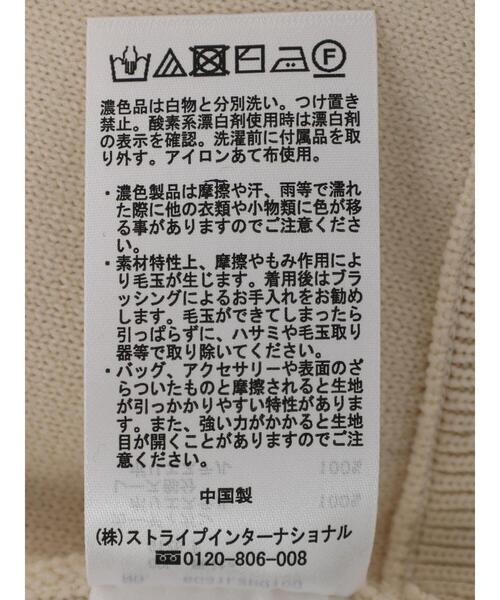 濃色品は白物と分別洗い。つけ置き
禁止。酸素系漂白剤使用時は漂白剤
の表示を確認。洗濯前に付属品を取
り外す。アイロンあて布使用。
・濃色製品は摩擦や汗、雨等で濡れ
た際に他の衣類や小物類に色が移
る事がありますのでご注意くださ
い。
・素材特性上、摩擦やもみ作用によ
り毛玉が生じます。着用後はブラ
ッシングによるお手入れをお勧め
します。毛玉ができてしまったら
引っぱらずに、ハサミや毛玉取り
器等で取り除いてください。
・バッグ、アクセサリーや表面のざ
らついたものと摩擦されると生地
が引っかかりやすい特性がありま
す。また、強い力がかかると生地
目が開くことがありますのでご注
意ください。
中国製
(株)ストライプインターナショナル
0120-806-008